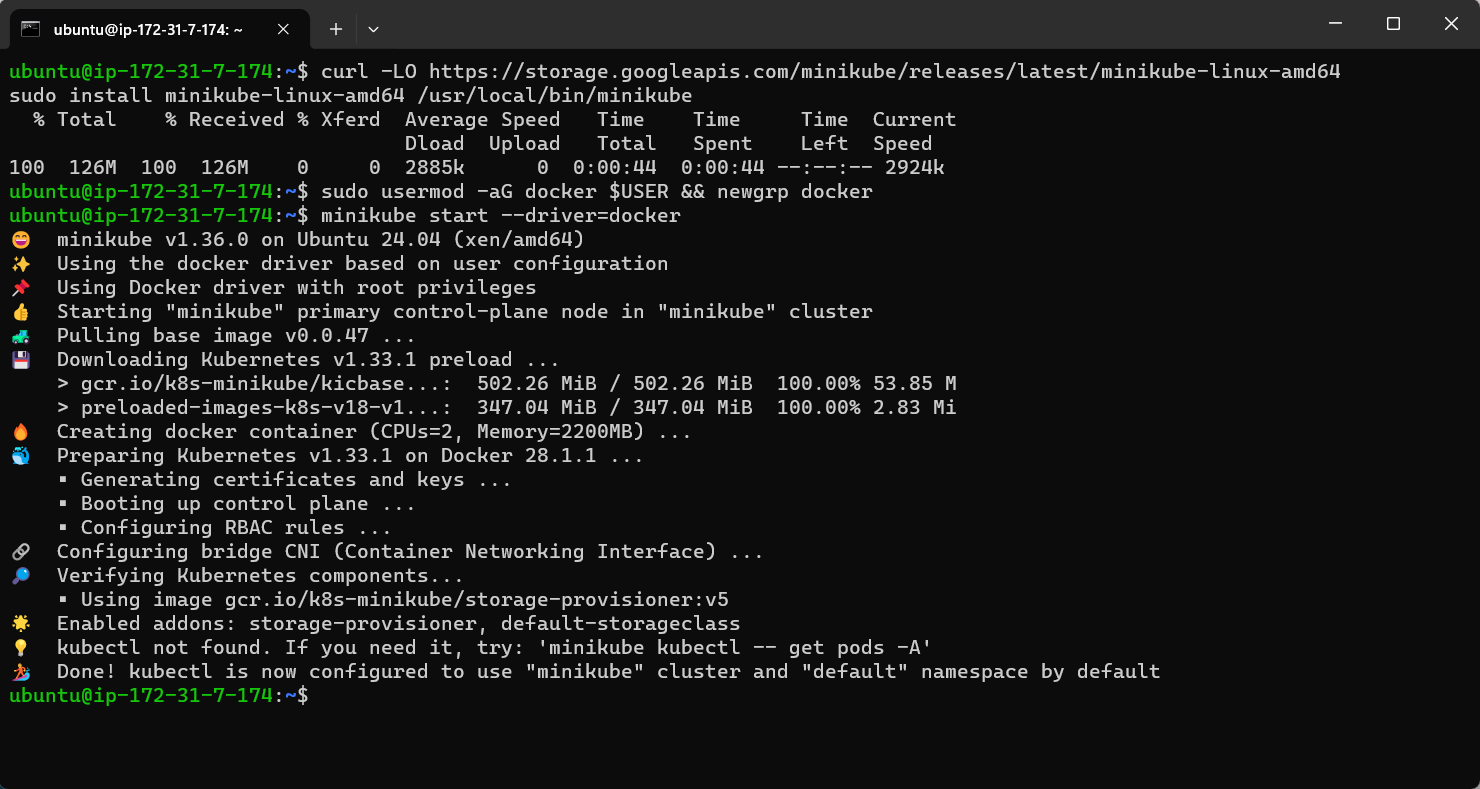 ubuntu@ip-172-31-7-174: ~
ubuntu@ip-172-31-7-174:~$ curl -LO https://storage.googleapis.com/minikube/releases/latest/minikube-linux-amd64
sudo install minikube-linux-amd64 /usr/local/bin/minikube
  % Total    % Received % Xferd  Average Speed   Time    Time     Time  Current
                                 Dload  Upload   Total   Spent    Left  Speed
100  126M  100  126M    0     0  2885k      0  0:00:44  0:00:44 --:--:-- 2924k
ubuntu@ip-172-31-7-174:~$ sudo usermod -aG docker $USER && newgrp docker
ubuntu@ip-172-31-7-174:~$ minikube start --driver=docker
😄  minikube v1.36.0 on Ubuntu 24.04 (xen/amd64)
✨  Using the docker driver based on user configuration
📌  Using Docker driver with root privileges
👍  Starting "minikube" primary control-plane node in "minikube" cluster
🚜  Pulling base image v0.0.47 ...
💾  Downloading Kubernetes v1.33.1 preload ...
    > gcr.io/k8s-minikube/kicbase...:  502.26 MiB / 502.26 MiB  100.00% 53.85 M
    > preloaded-images-k8s-v18-v1...:  347.04 MiB / 347.04 MiB  100.00% 2.83 Mi
🔥  Creating docker container (CPUs=2, Memory=2200MB) ...
🐳  Preparing Kubernetes v1.33.1 on Docker 28.1.1 ...
    ▪ Generating certificates and keys ...
    ▪ Booting up control plane ...
    ▪ Configuring RBAC rules ...
🔗  Configuring bridge CNI (Container Networking Interface) ...
🔎  Verifying Kubernetes components...
    ▪ Using image gcr.io/k8s-minikube/storage-provisioner:v5
🌟  Enabled addons: storage-provisioner, default-storageclass
💡  kubectl not found. If you need it, try: 'minikube kubectl -- get pods -A'
🏄  Done! kubectl is now configured to use "minikube" cluster and "default" namespace by default
ubuntu@ip-172-31-7-174:~$